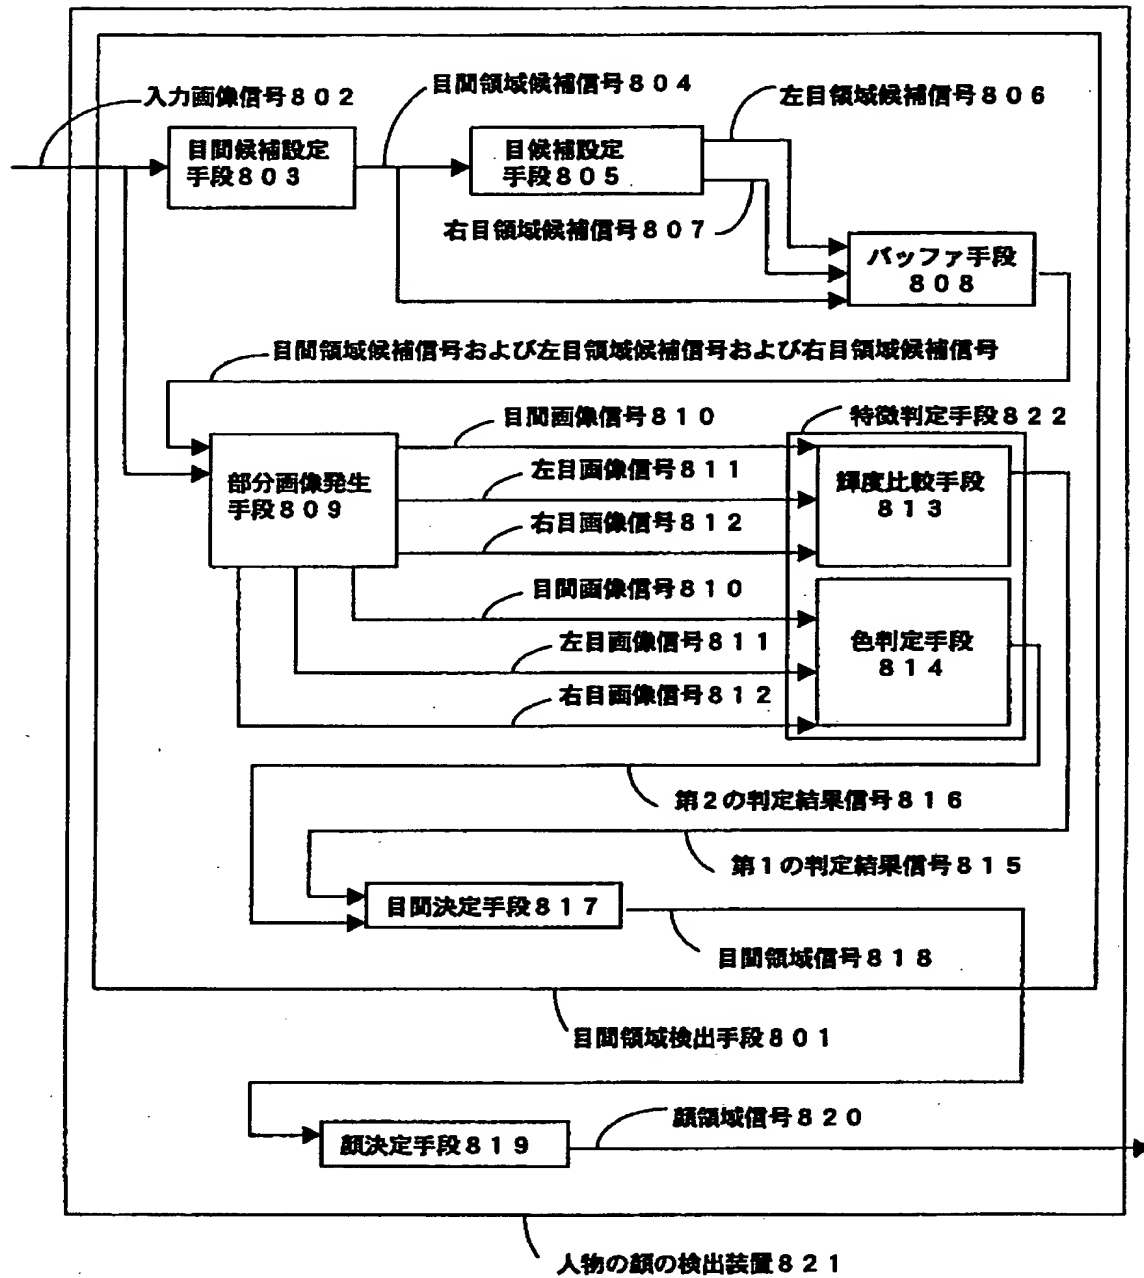 入力画像信号８０２
目間領域候補信号８０４
左目領域候補信号８０６
目間候補設定
手段８０３
目候補設定
手段８０５
右目領域候補信号８０７
バッファ手段
８０８
目間領域候補信号および左目領域候補信号および右目領域候補信号
目間画像信号８１０
特徴判定手段８２２
部分画像発生
手段８０９
左目画像信号８１１
輝度比較手段
８１３
右目画像信号８１２
目間画像信号８１０
左目画像信号８１１
色判定手段
８１４
右目画像信号８１２
第２の判定結果信号８１６
第１の判定結果信号８１５
目間決定手段８１７
目間領域信号８１８
目間領域検出手段８０１
顔領域信号８２０
顔決定手段８１９
人物の顔の検出装置８２１